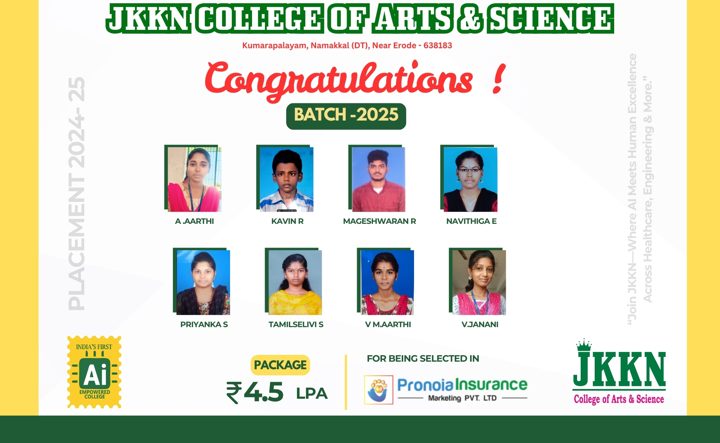 JKKN COLLEGE OF ARTS & SCIENCE
Kumarapalayam, Namakkal (DT), Near Erode - 638183
Congratulations !
BATCH -2025
PLACEMENT 2024- 25
"Join JKKN—Where AI Meets Human Excellence
Across Healthcare, Engineering & More."
A .AARTHI
KAVIN R
MAGESHWARAN R
NAVITHIGA E
PRIYANKA S
TAMILSELIVI S
V M.AARTHI
V.JANANI
INDIA'S FIRST
Ai
EMPOWERED
COLLEGE
PACKAGE
₹4.5 LPA
FOR BEING SELECTED IN
Pronoia Insurance
Marketing PVT. LTD
JKKN
College of Arts & Science